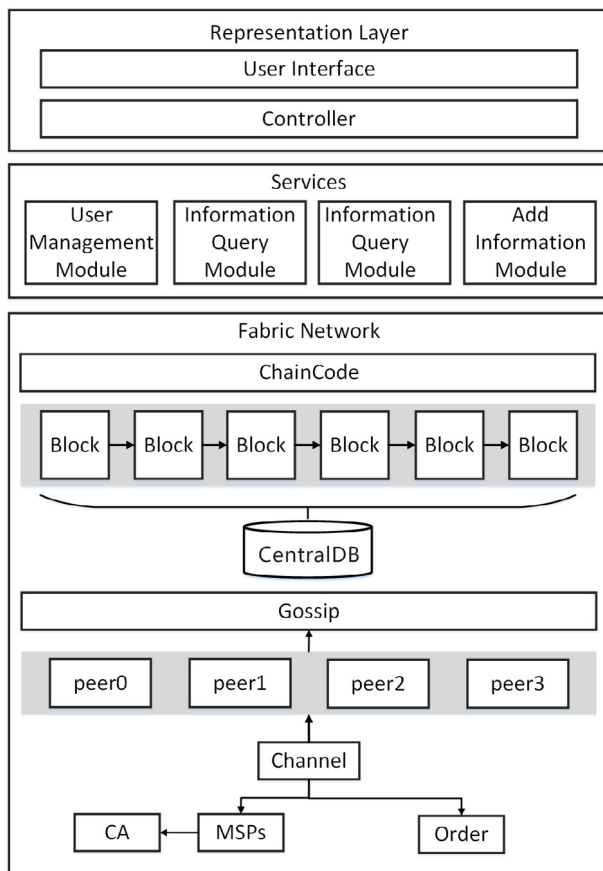 Representation Layer
User Interface
Controller
Services
User
Management
Module
Information
Query
Module
Information
Query
Module
Add
Information
Module
Fabric Network
ChainCode
Block
Block
Block
Block
Block
Block
CentralDB
Gossip
peer0
peer1
peer2
peer3
Channel
CA
MSPs
Order